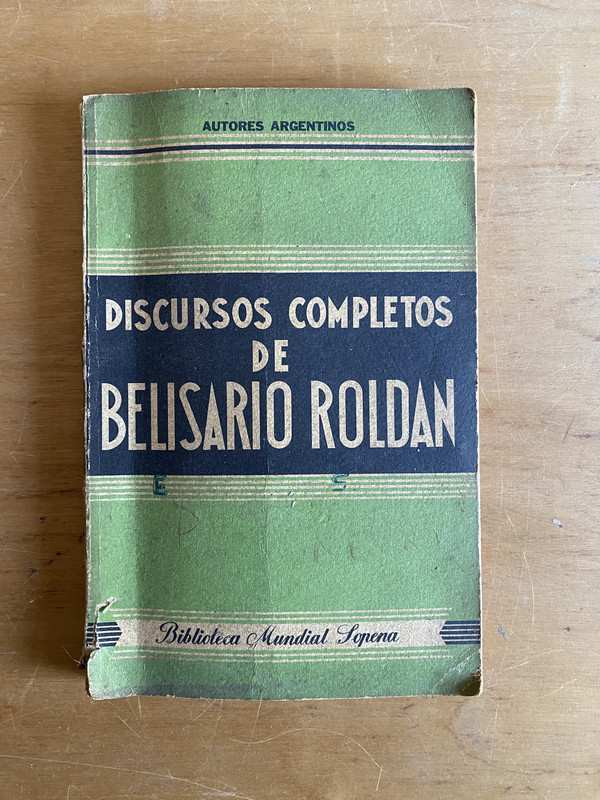 AUTORES ARGENTINOS
DISCURSOS COMPLETOS
DE
BELISARIO ROLDAN
E S
Biblioteca Mundial Sopena